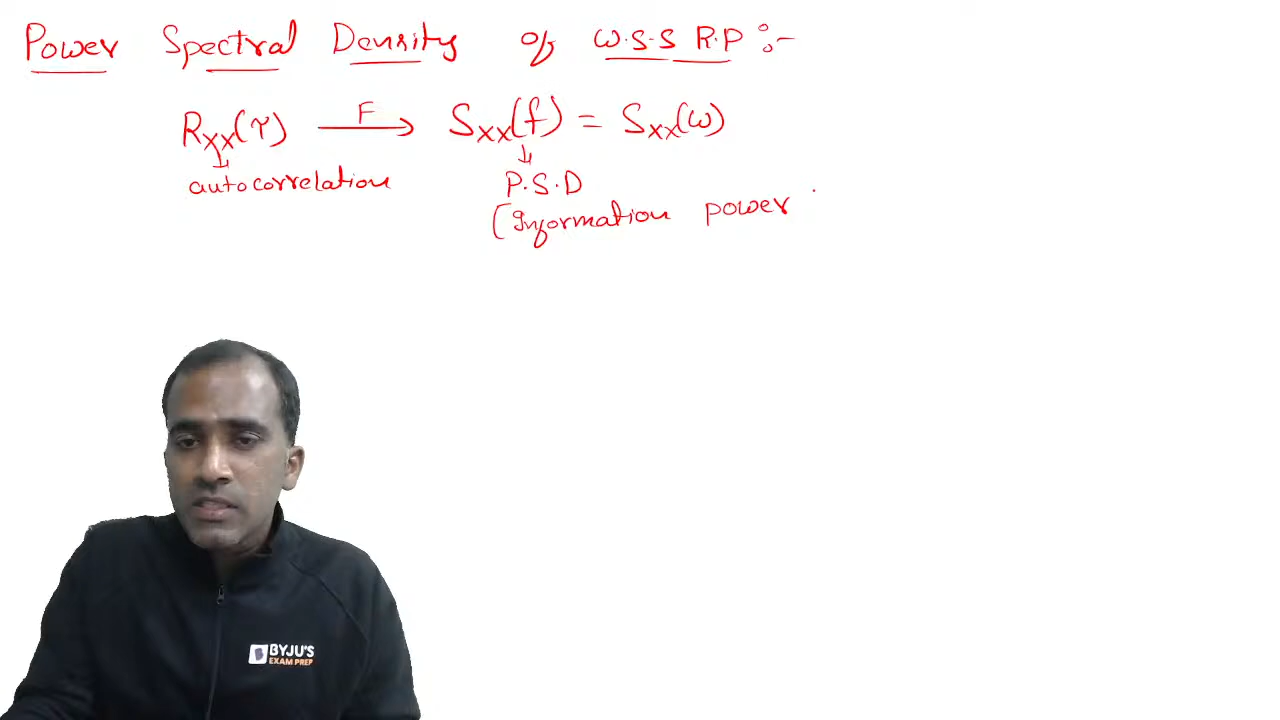 Power Spectral Density of W.S.S R.P :-
Rxx(τ) —F→ Sxx(f) = Sxx(ω)
autocorrelation P.S.D
(Information power
BYJU'S
EXAM PREP